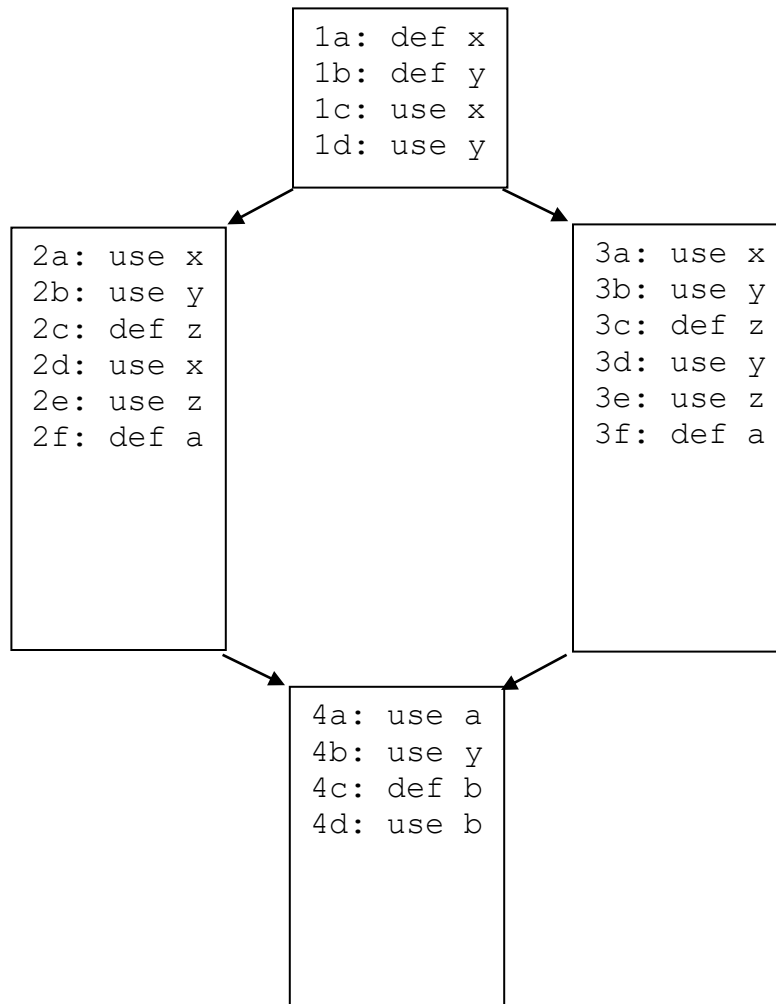 1a: def x
1b: def y
1c: use x
1d: use y
2a: use x
2b: use y
2c: def z
2d: use x
2e: use z
2f: def a
3a: use x
3b: use y
3c: def z
3d: use y
3e: use z
3f: def a
4a: use a
4b: use y
4c: def b
4d: use b